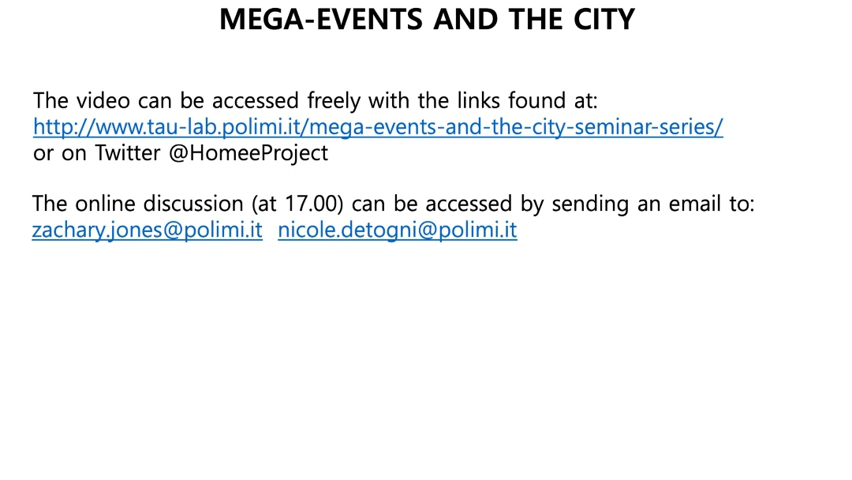 MEGA-EVENTS AND THE CITY
The video can be accessed freely with the links found at:
http://www.tau-lab.polimi.it/mega-events-and-the-city-seminar-series/
or on Twitter @HomeeProject
The online discussion (at 17.00) can be accessed by sending an email to:
zachary.jones@polimi.it nicole.detogni@polimi.it